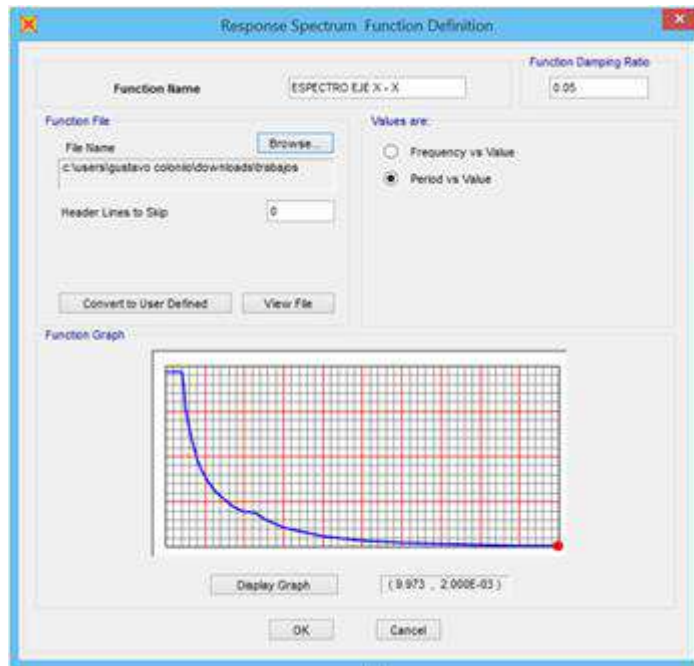 Response Spectrum Function Definition
Function Damping Ratio
Function Name
ESPECTRO EJE X - X
0.05
Function File
Values are:
File Name
Browse...
Frequency vs Value
c:\users\gustavo colonio\downloads\trabajos
Period vs Value
Header Lines to Skip
0
Convert to User Defined
View File
Function Graph
Display Graph
( 9.973 , 2.000E-03 )
OK
Cancel